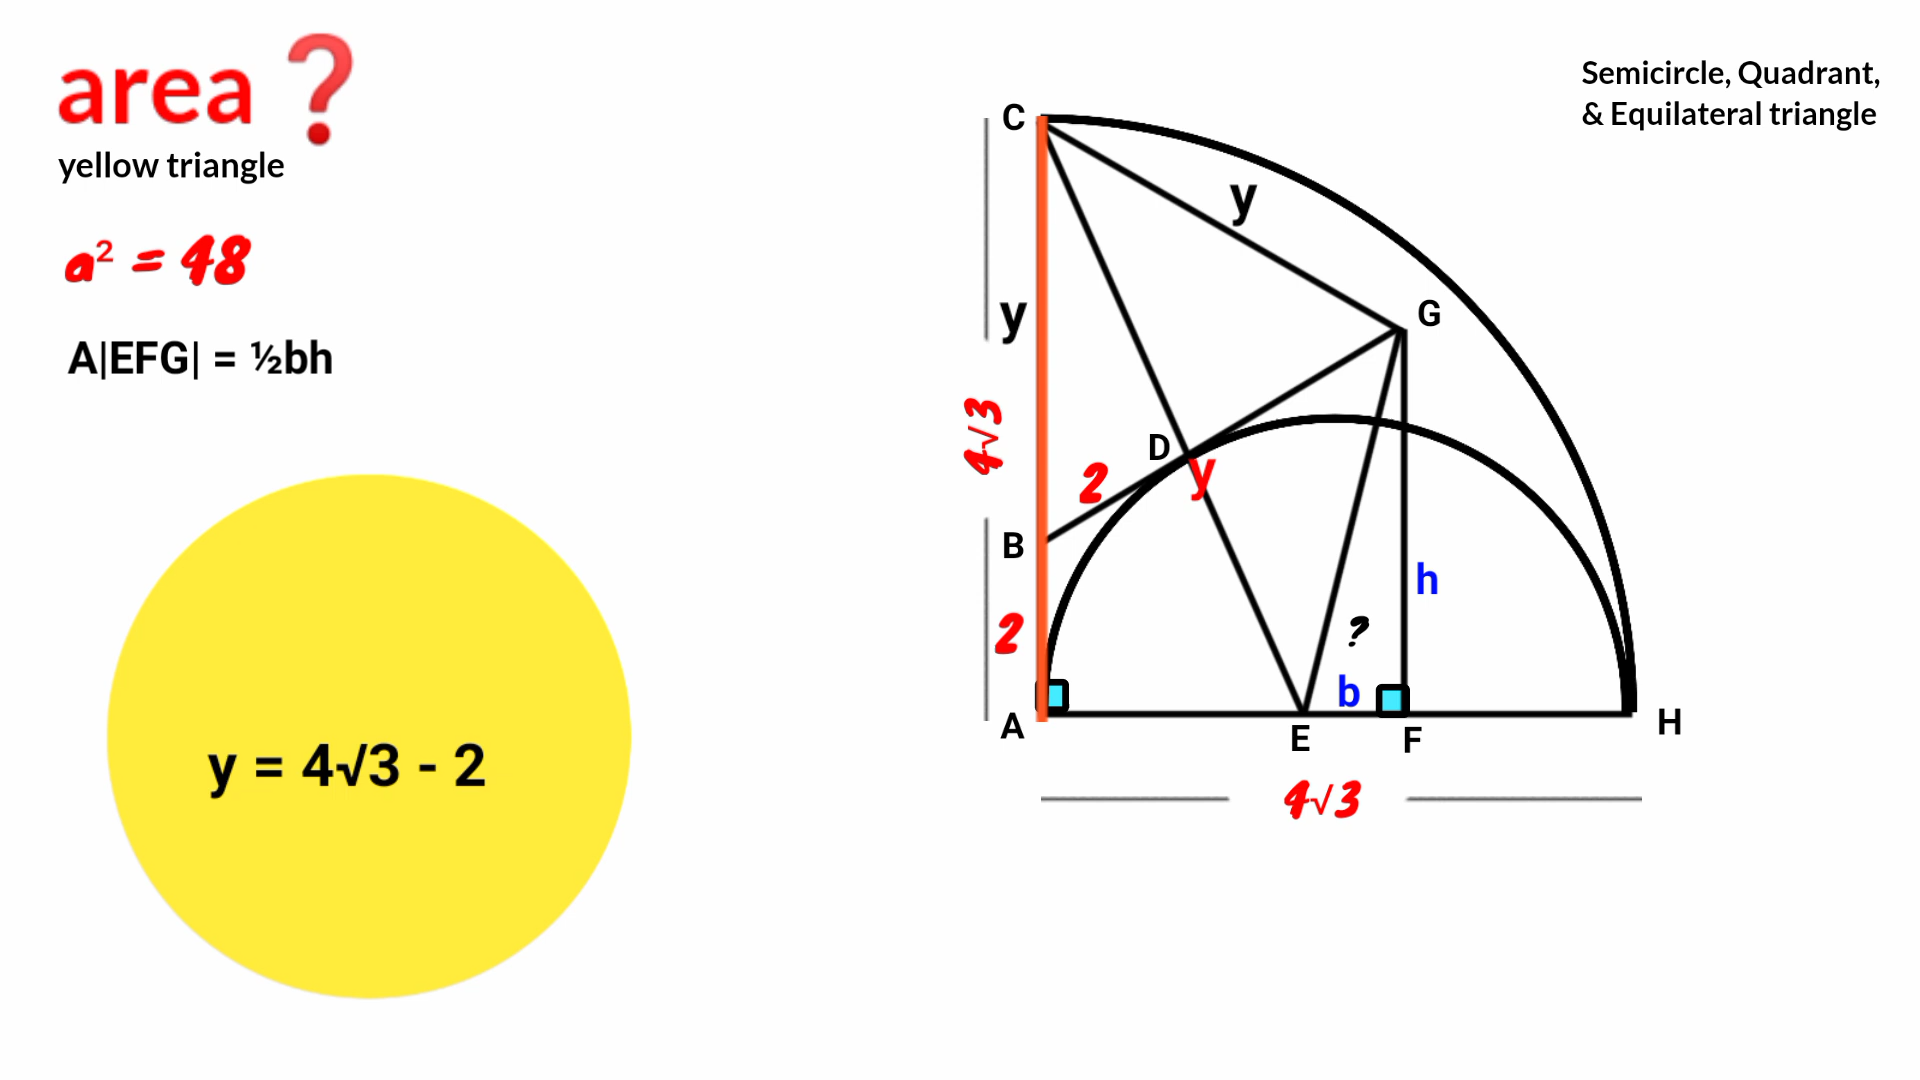 area❓
yellow triangle
a² = 48
A|EFG| = ½bh
y = 4√3 - 2
Semicircle, Quadrant,
& Equilateral triangle
C
y
G
y
4√3
D
y
2
B
h
2
?
b
A
E
F
H
4√3